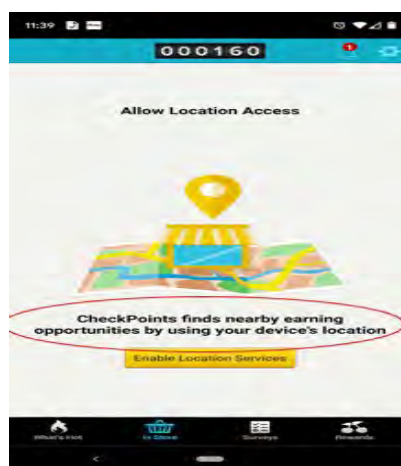 11:39
000160
1
Allow Location Access
CheckPoints finds nearby earning
opportunities by using your device's location
Enable Location Services
What's Hot
In Store
Surveys
Rewards